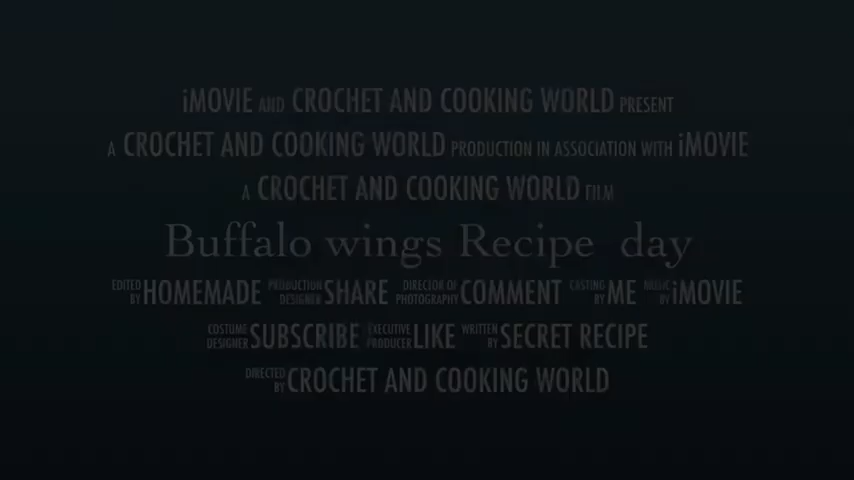 iMOVIE AND CROCHET AND COOKING WORLD PRESENT
A CROCHET AND COOKING WORLD PRODUCTION IN ASSOCIATION WITH iMOVIE
A CROCHET AND COOKING WORLD FILM
Buffalo wings Recipe day
EDITED BY HOMEMADE PRODUCTION DESIGNER SHARE DIRECTOR OF PHOTOGRAPHY COMMENT CASTING BY ME MUSIC BY iMOVIE
COSTUME DESIGNER SUBSCRIBE EXECUTIVE PRODUCER LIKE WRITTEN BY SECRET RECIPE
DIRECTED BY CROCHET AND COOKING WORLD